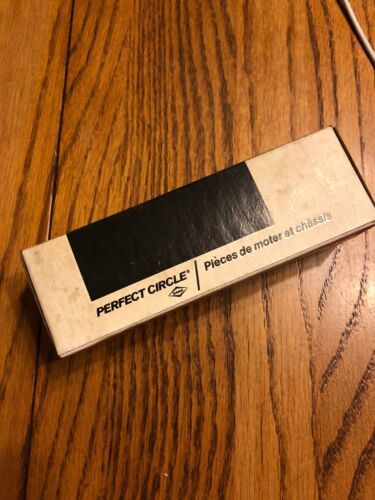 PERFECT CIRCLE®
Pièces de moter et châssis